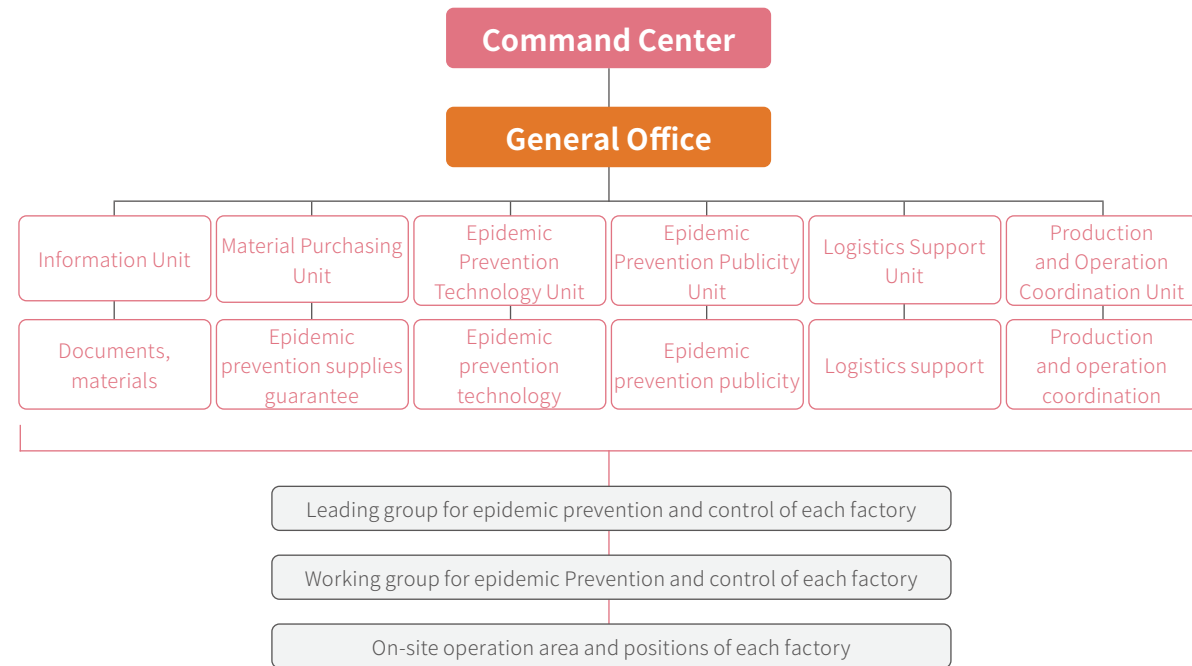 Command Center
General Office
Information Unit
Material Purchasing
Unit
Epidemic
Prevention
Technology Unit
Epidemic
Prevention Publicity
Unit
Logistics Support
Unit
Production
and Operation
Coordination Unit
Documents,
materials
Epidemic
prevention supplies
guarantee
Epidemic
prevention
technology
Epidemic
prevention publicity
Logistics support
Production
and operation
coordination
Leading group for epidemic prevention and control of each factory
Working group for epidemic Prevention and control of each factory
On-site operation area and positions of each factory